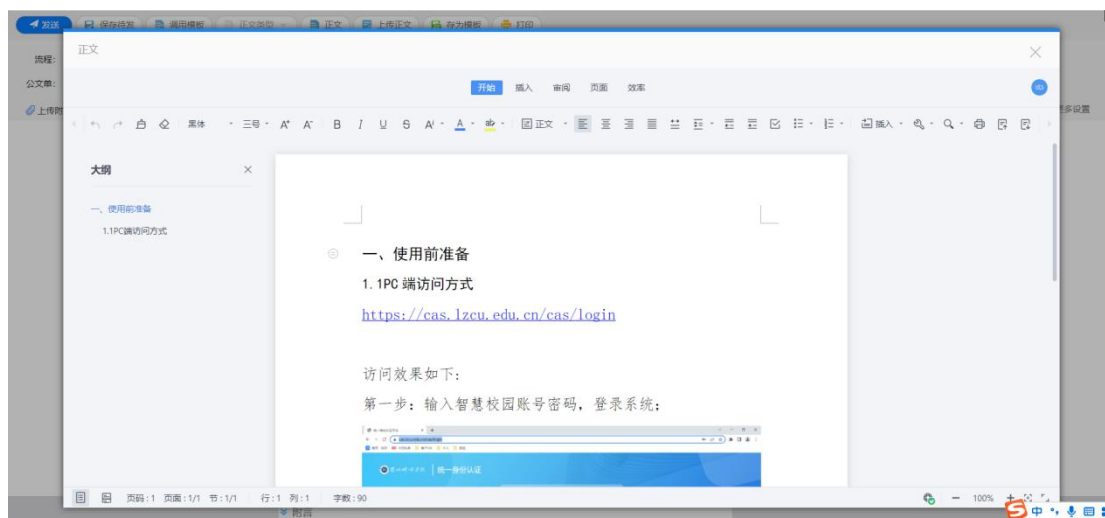 发送 保存待发 调用模板 正文类型 正文 上传正文 存为模板 打印
流程:
公文单:
上传附
更多设置
正文
开始 插入 审阅 页面 效率
黑体 三号 A+ A- B I U S A 正文 插入
大纲
一、使用前准备
1.1PC端访问方式
一、使用前准备
1.1PC 端访问方式
https://cas.lzcu.edu.cn/cas/login
访问效果如下:
第一步: 输入智慧校园账号密码, 登录系统;
统一身份认证
页码:1 页面:1/1 节:1/1 行:1 列:1 字数:90
100%
附言
中